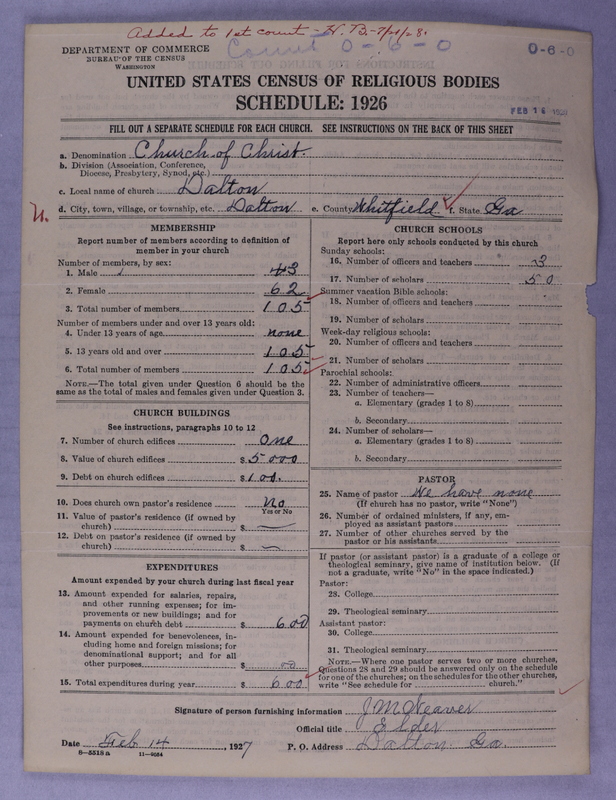 Added to 1st count - H. B. - 7/21/28.
Count 0-6-0
0-6-0
DEPARTMENT OF COMMERCE
BUREAU OF THE CENSUS
WASHINGTON
UNITED STATES CENSUS OF RELIGIOUS BODIES
SCHEDULE: 1926
FEB 16
FILL OUT A SEPARATE SCHEDULE FOR EACH CHURCH. SEE INSTRUCTIONS ON THE BACK OF THIS SHEET
a. Denomination Church of Christ.
b. Division (Association, Conference, Diocese, Presbytery, Synod, etc.)
c. Local name of church Dalton
d. City, town, village, or township, etc. Dalton e. County Whitfield f. State Ga
MEMBERSHIP
Report number of members according to definition of
member in your church
Number of members, by sex:
1. Male 43
2. Female 62
3. Total number of members 105
Number of members under and over 13 years old:
4. Under 13 years of age none
5. 13 years old and over 105
6. Total number of members 105
NOTE.—The total given under Question 6 should be the
same as the total of males and females given under Question 3.
CHURCH BUILDINGS
See instructions, paragraphs 10 to 12
7. Number of church edifices One
8. Value of church edifices $5000
9. Debt on church edifices $100.
10. Does church own pastor's residence No
Yes or No
11. Value of pastor's residence (if owned by
church) $ —
12. Debt on pastor's residence (if owned by
church) $ —
EXPENDITURES
Amount expended by your church during last fiscal year
13. Amount expended for salaries, repairs,
and other running expenses; for im-
provements or new buildings; and for
payments on church debt $ 600
14. Amount expended for benevolences, in-
cluding home and foreign missions; for
denominational support; and for all
other purposes $ 00
15. Total expenditures during year $ 600
CHURCH SCHOOLS
Report here only schools conducted by this church
Sunday schools:
16. Number of officers and teachers 3
17. Number of scholars 50
Summer vacation Bible schools:
18. Number of officers and teachers
19. Number of scholars
Week-day religious schools:
20. Number of officers and teachers
21. Number of scholars
Parochial schools:
22. Number of administrative officers
23. Number of teachers—
a. Elementary (grades 1 to 8)
b. Secondary
24. Number of scholars—
a. Elementary (grades 1 to 8)
b. Secondary
PASTOR
25. Name of pastor We have none
(If church has no pastor, write "None")
26. Number of ordained ministers, if any, em-
ployed as assistant pastors
27. Number of other churches served by the
pastor or his assistants
If pastor (or assistant pastor) is a graduate of a college or
theological seminary, give name of institution below. (If
not a graduate, write "No" in the space indicated.)
Pastor:
28. College
29. Theological seminary
Assistant pastor:
30. College
31. Theological seminary
NOTE.—Where one pastor serves two or more churches,
Questions 28 and 29 should be answered only on the schedule
for one of the churches; on the schedules for the other churches,
write "See schedule for church."
Signature of person furnishing information J M Weaver
Official title Elder
Date Feb 14, 1927 P. O. Address Dalton Ga.
8-5518a 11-9054